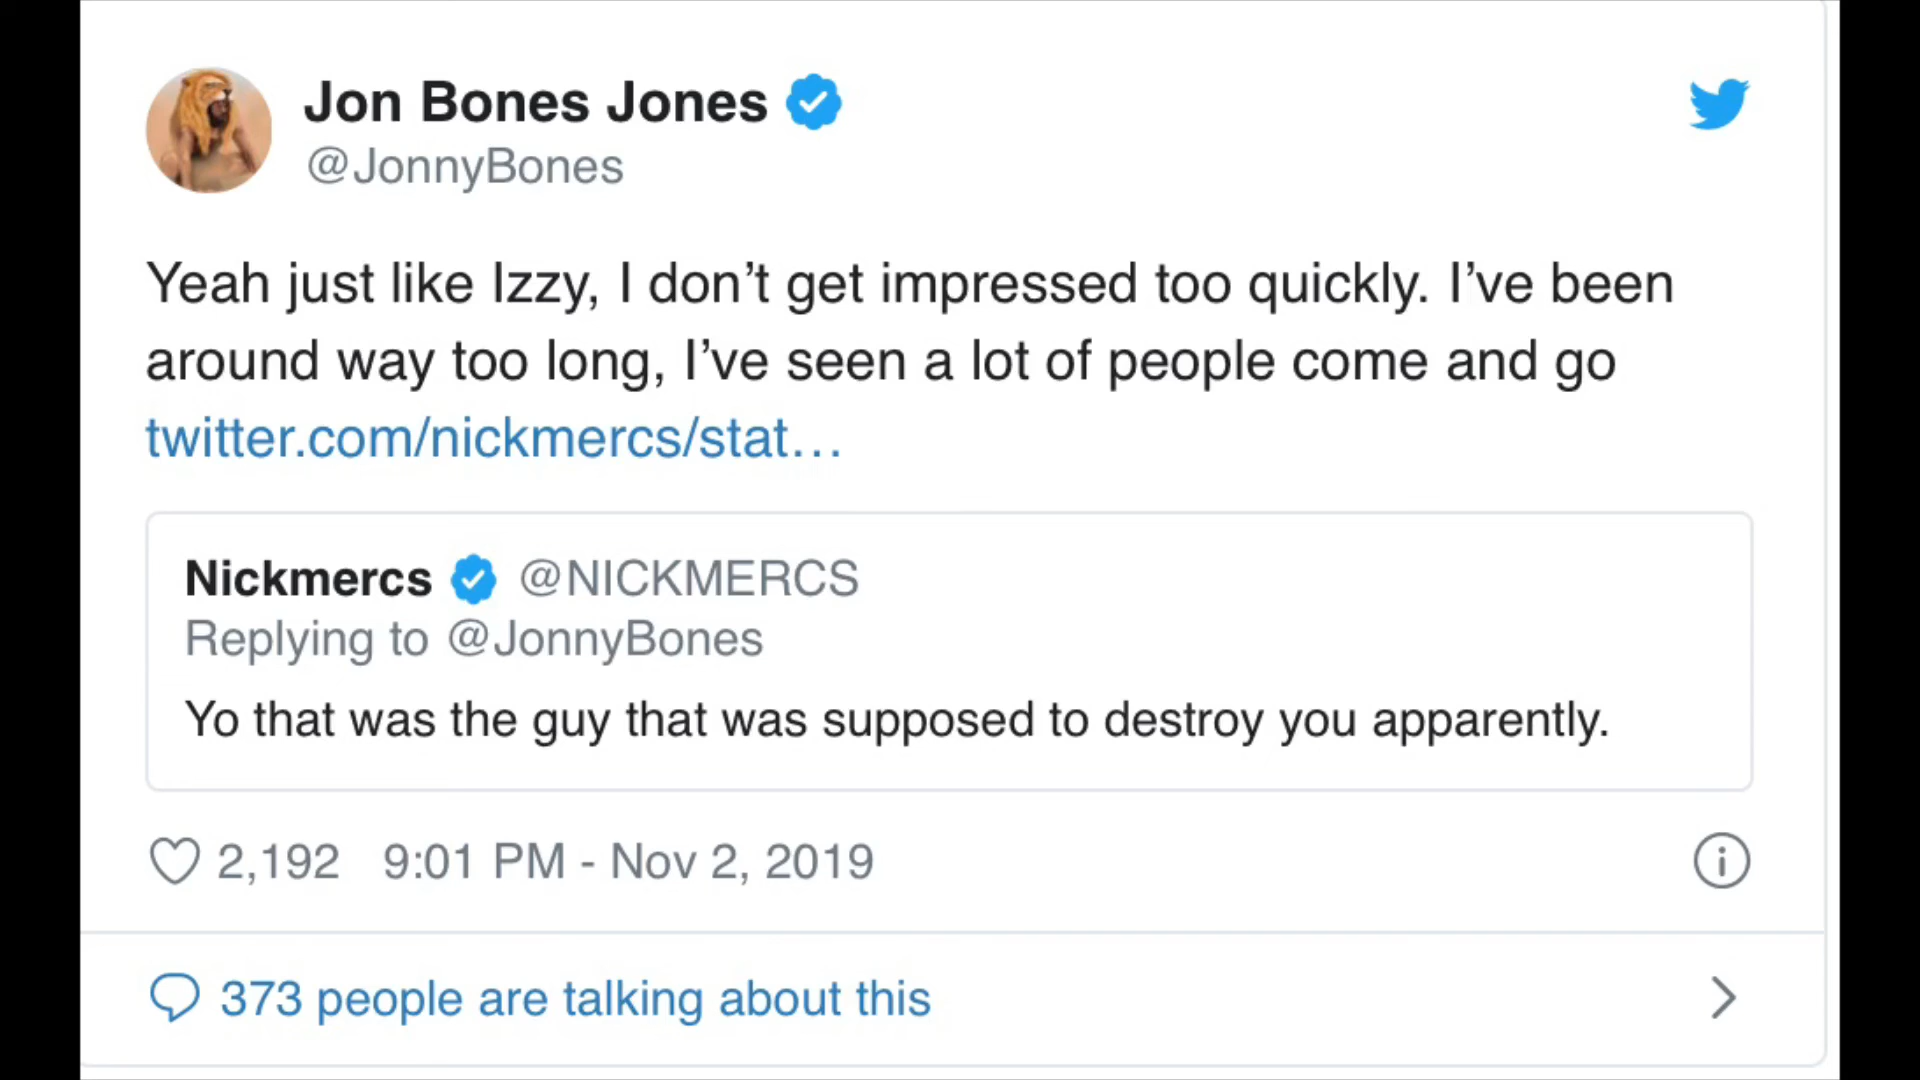 Jon Bones Jones
@JonnyBones
Yeah just like Izzy, I don’t get impressed too quickly. I’ve been
around way too long, I’ve seen a lot of people come and go
twitter.com/nickmercs/stat…
Nickmercs @NICKMERCS
Replying to @JonnyBones
Yo that was the guy that was supposed to destroy you apparently.
2,192 9:01 PM - Nov 2, 2019
373 people are talking about this